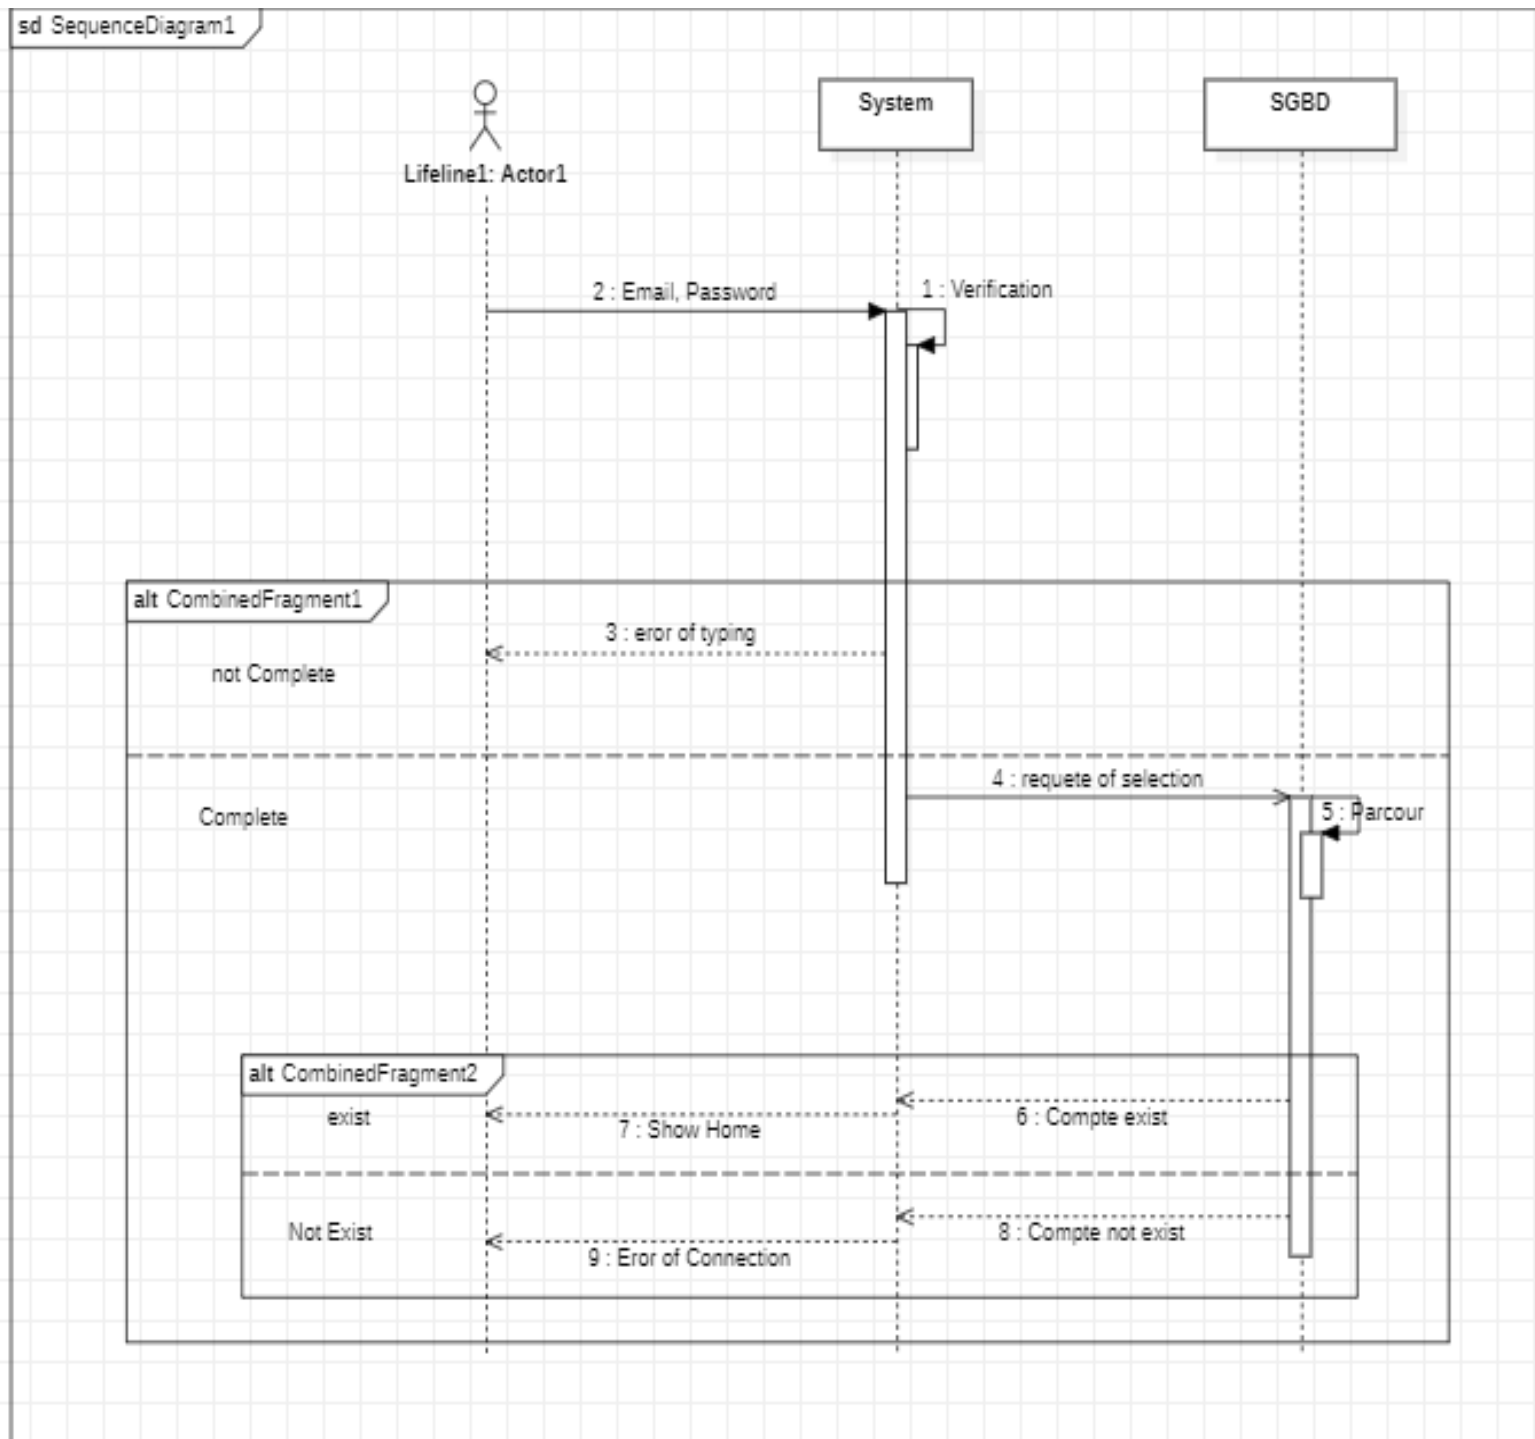 sd SequenceDiagram1
System
SGBD
Lifeline1: Actor1
2 : Email, Password
1 : Verification
alt CombinedFragment1
3 : eror of typing
not Complete
4 : requete of selection
Complete
5 : Parcour
alt CombinedFragment2
exist
7 : Show Home
6 : Compte exist
Not Exist
8 : Compte not exist
9 : Eror of Connection